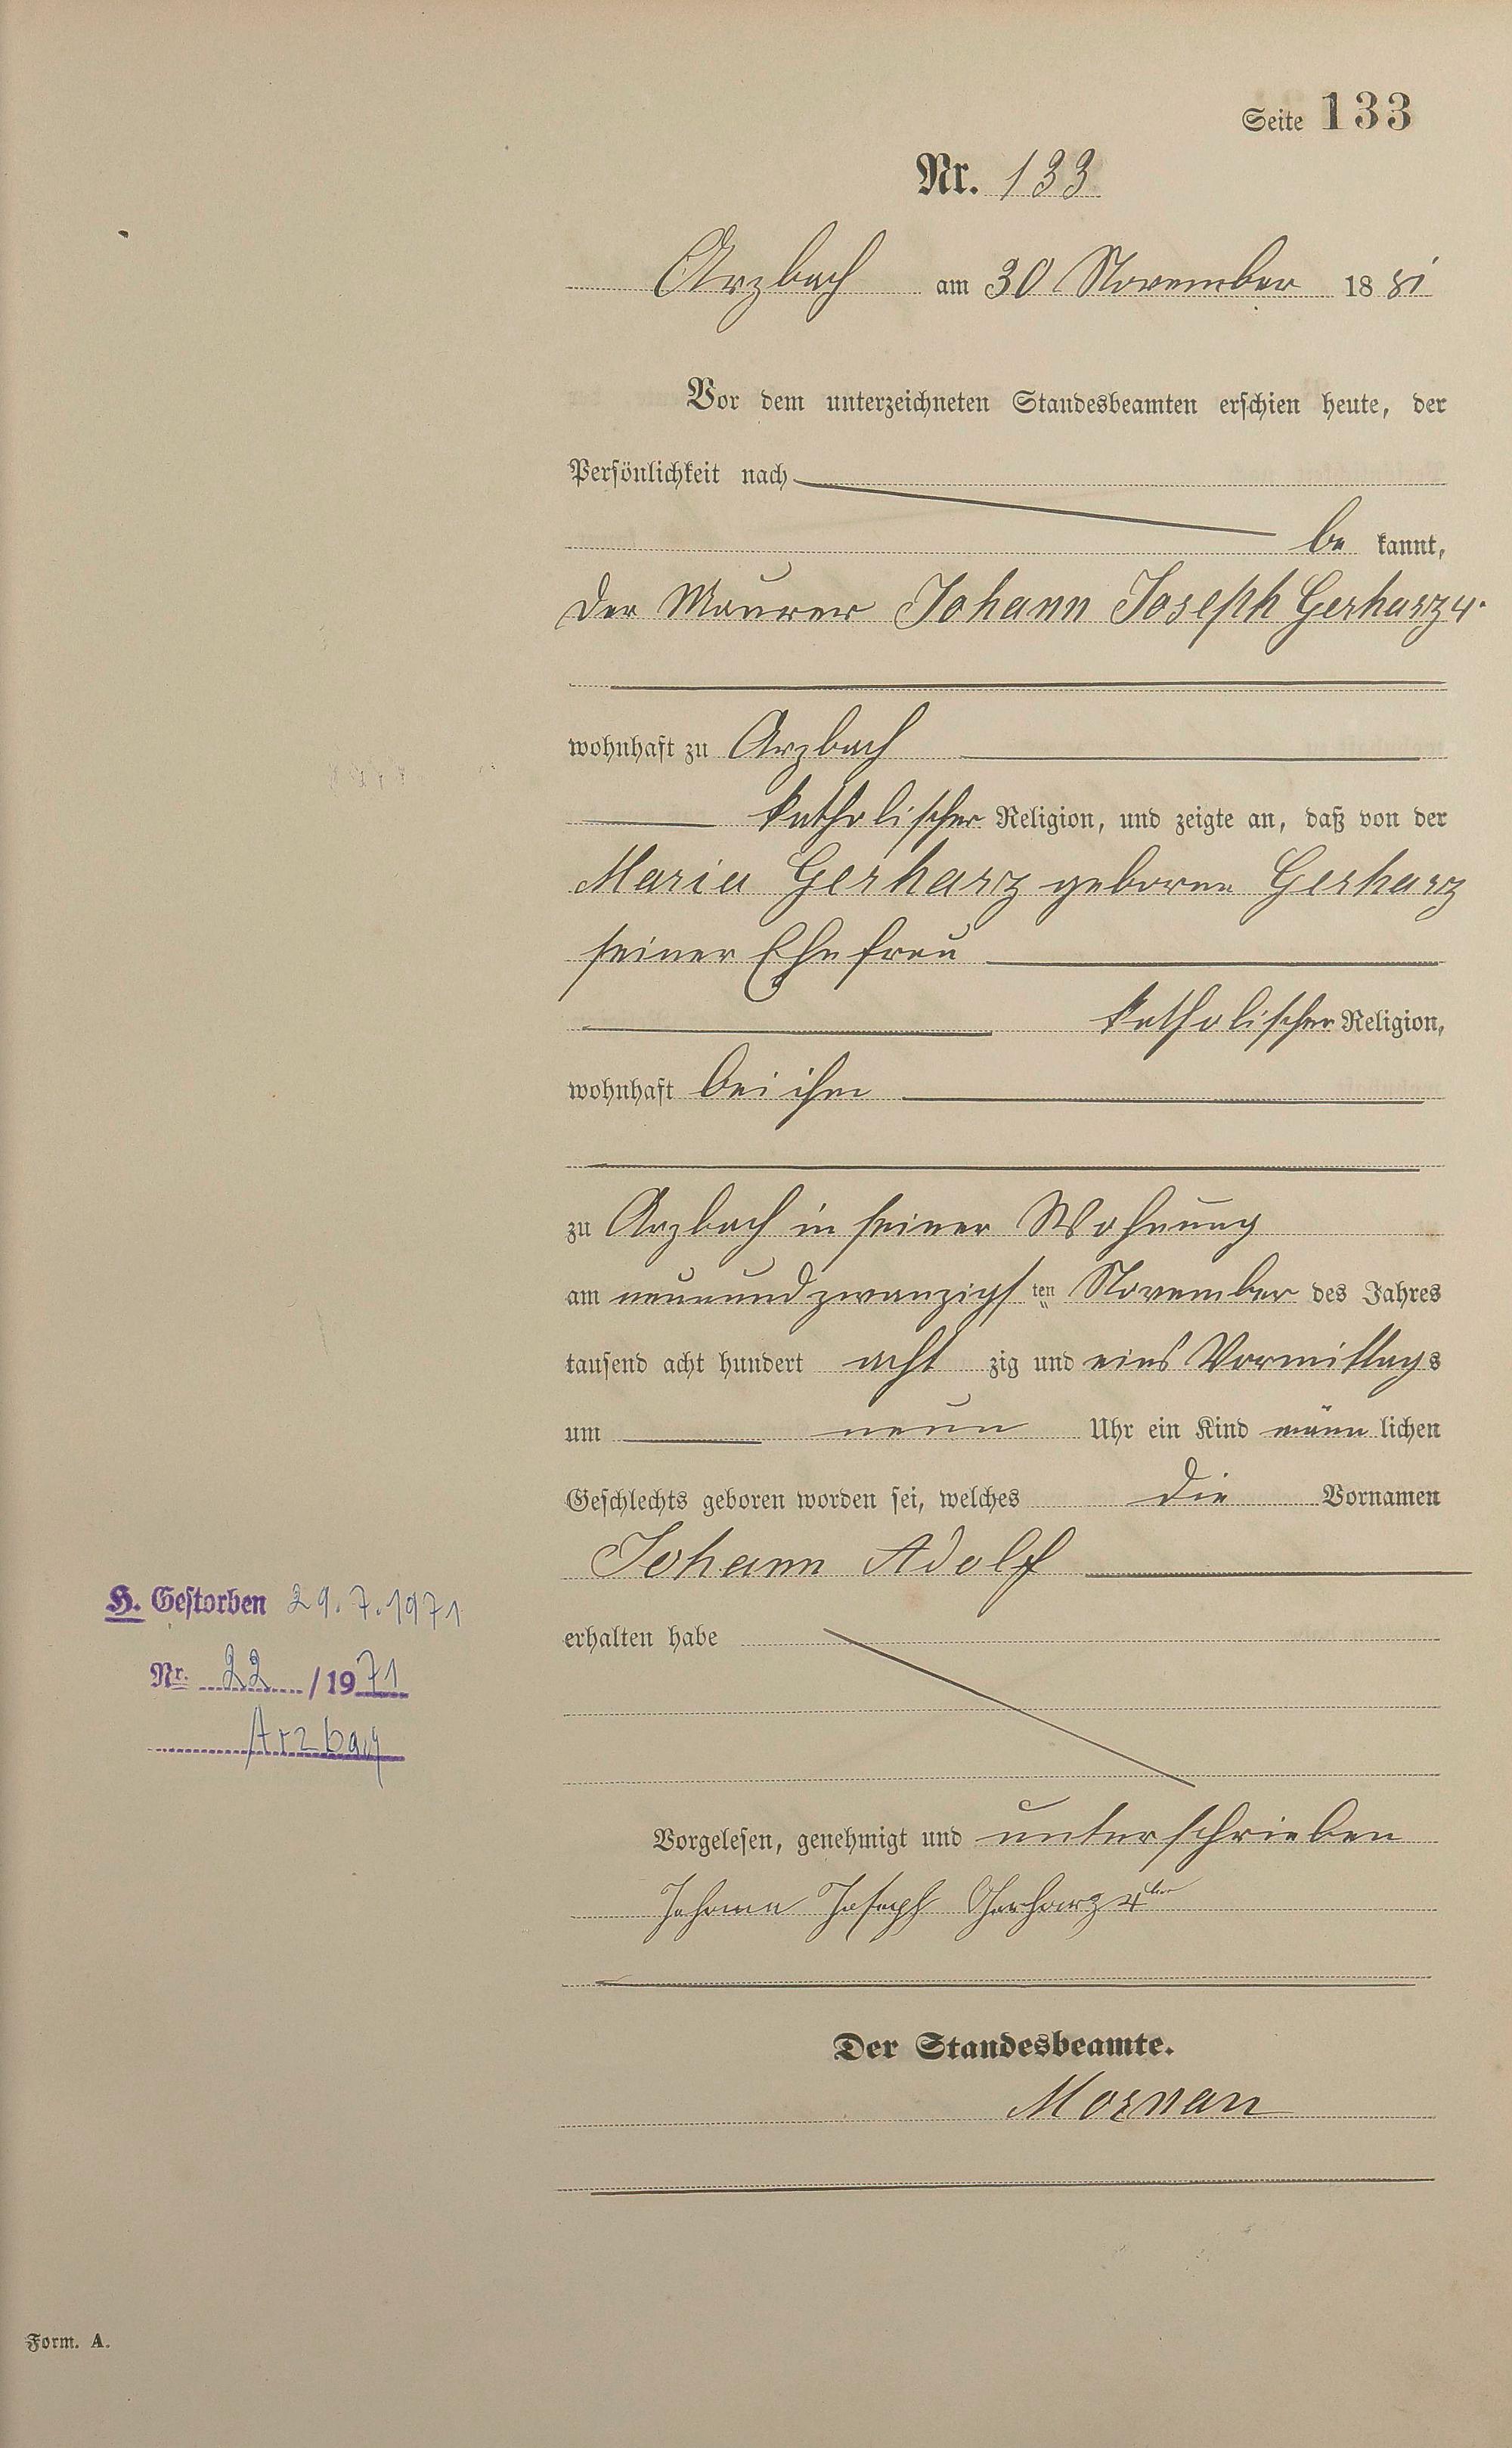 Seite 133
Nr. 133
Arzbach am 30 November 1881
Vor dem unterzeichneten Standesbeamten erschien heute, der
Persönlichkeit nach
be kannt,
der Maurer Johann Joseph Gerharz 4.
wohnhaft zu Arzbach
katholischer Religion, und zeigte an, daß von der
Maria Gerharz geborne Gerharz
seiner Ehefrau
katholischer Religion,
wohnhaft bei ihm
zu Arzbach in seiner Wohnung
am neunundzwanzigsten November des Jahres
tausend acht hundert acht zig und eins Vormittags
um neun Uhr ein Kind männlichen
Geschlechts geboren worden sei, welches die Vornamen
Johann Adolf
erhalten habe
H. Gestorben 29.7.1971
Nr. 22 / 1971
Arzbach
Vorgelesen, genehmigt und unterschrieben
Johann Joseph Gerharz 4ter
Der Standesbeamte.
Mornan
Form. A.